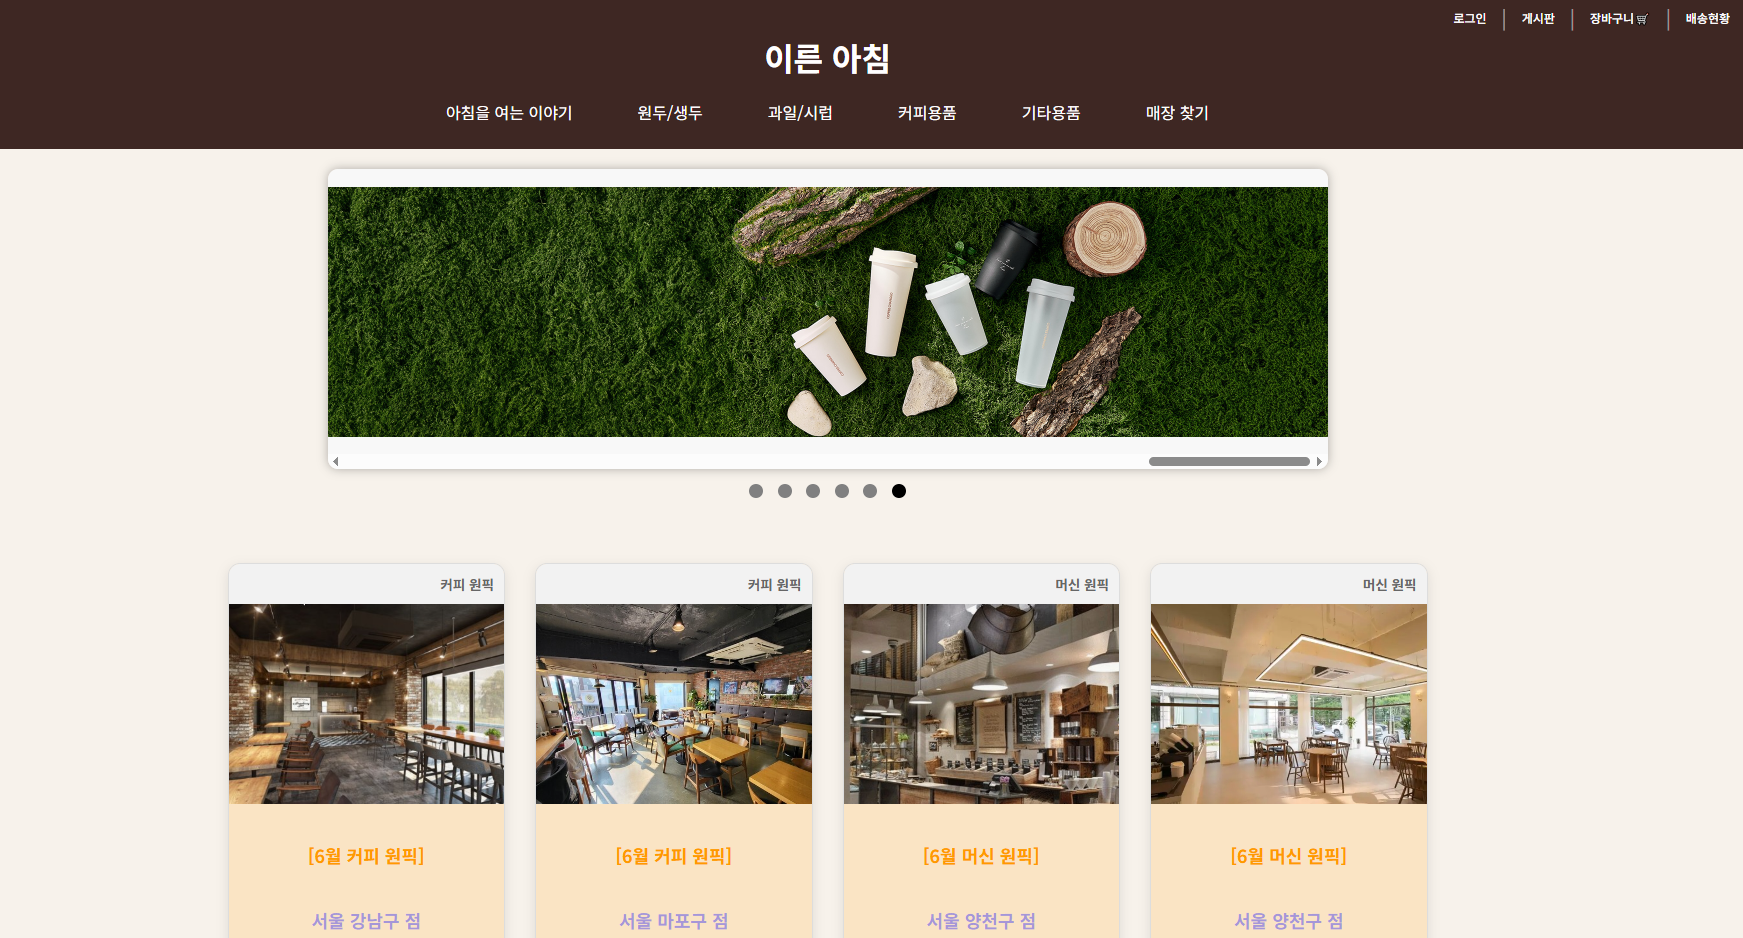 로그인 게시판 장바구니 배송현황
이른 아침
아침을 여는 이야기 원두/생두 과일/시럽 커피용품 기타용품 매장 찾기
커피 원픽 커피 원픽 머신 원픽 머신 원픽
[6월 커피 원픽] [6월 커피 원픽] [6월 머신 원픽] [6월 머신 원픽]
서울 강남구 점 서울 마포구 점 서울 양천구 점 서울 양천구 점